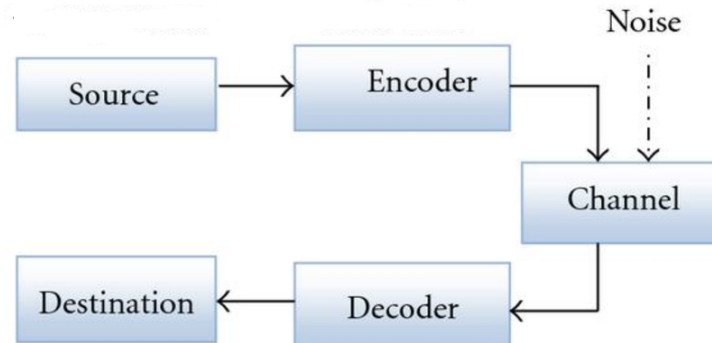 Noise
Source
Encoder
Channel
Destination
Decoder